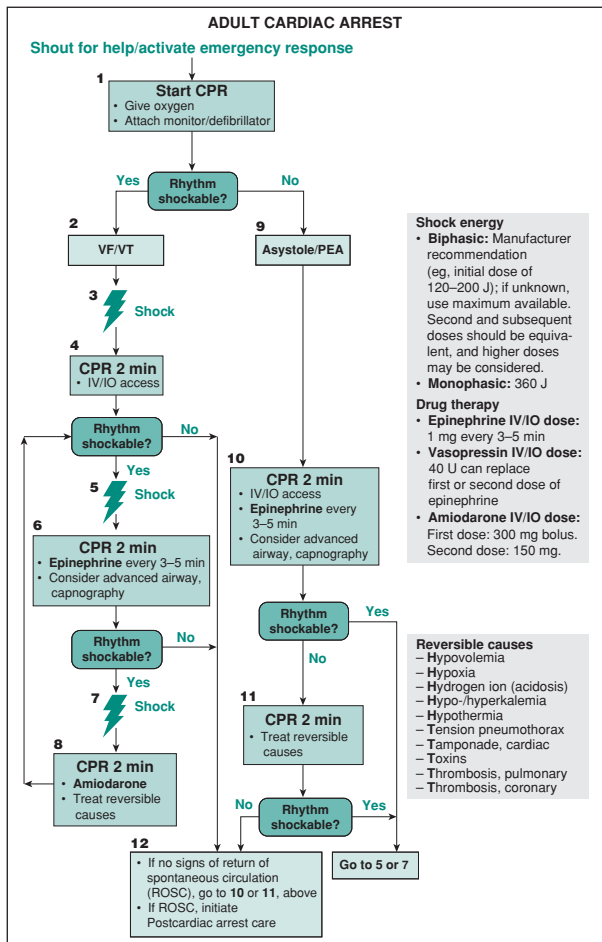 ADULT CARDIAC ARREST
Shout for help/activate emergency response
1
Start CPR
• Give oxygen
• Attach monitor/defibrillator
Rhythm
shockable?
Yes
No
2
VF/VT
3
Shock
4
CPR 2 min
• IV/IO access
Rhythm
shockable?
No
Yes
5
Shock
6
CPR 2 min
• Epinephrine every 3–5 min
• Consider advanced airway,
capnography
Rhythm
shockable?
No
Yes
7
Shock
8
CPR 2 min
• Amiodarone
• Treat reversible
causes
9
Asystole/PEA
10
CPR 2 min
• IV/IO access
• Epinephrine every
3–5 min
• Consider advanced
airway, capnography
Rhythm
shockable?
Yes
No
11
CPR 2 min
• Treat reversible
causes
No
Rhythm
shockable?
Yes
12
• If no signs of return of
spontaneous circulation
(ROSC), go to 10 or 11, above
• If ROSC, initiate
Postcardiac arrest care
Go to 5 or 7
Shock energy
• Biphasic: Manufacturer
recommendation
(eg, initial dose of
120–200 J); if unknown,
use maximum available.
Second and subsequent
doses should be equiva-
lent, and higher doses
may be considered.
• Monophasic: 360 J
Drug therapy
• Epinephrine IV/IO dose:
1 mg every 3–5 min
• Vasopressin IV/IO dose:
40 U can replace
first or second dose of
epinephrine
• Amiodarone IV/IO dose:
First dose: 300 mg bolus.
Second dose: 150 mg.
Reversible causes
– Hypovolemia
– Hypoxia
– Hydrogen ion (acidosis)
– Hypo-/hyperkalemia
– Hypothermia
– Tension pneumothorax
– Tamponade, cardiac
– Toxins
– Thrombosis, pulmonary
– Thrombosis, coronary